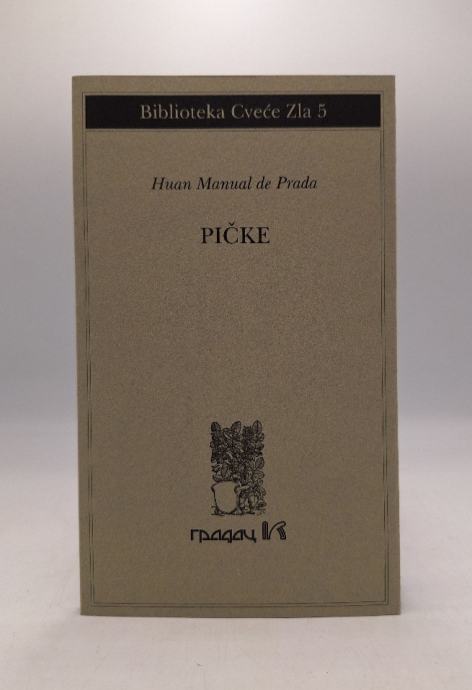 Biblioteka Cveće Zla 5
Huan Manual de Prada
PIČKE
градац K